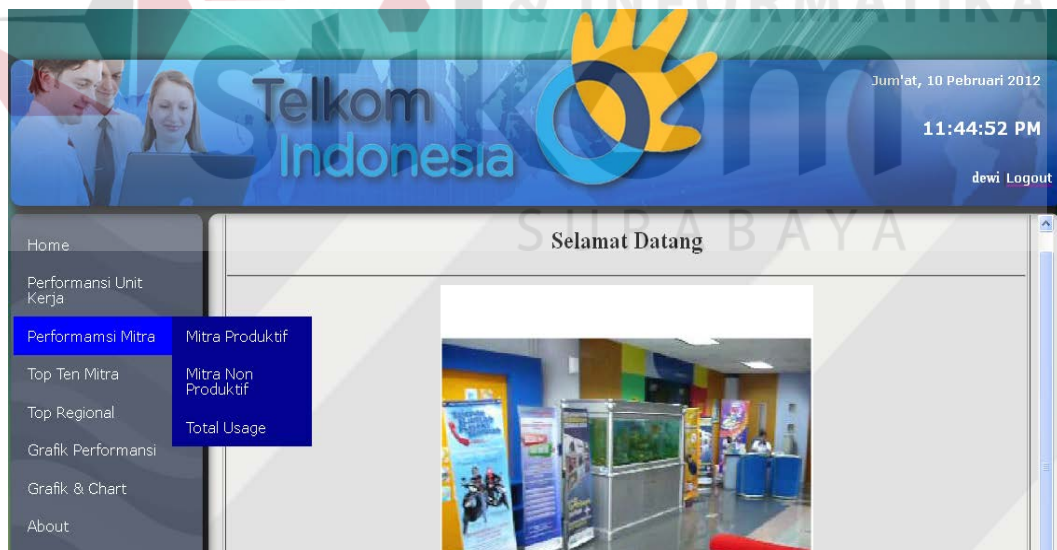 & INFORMATIKA
stikom
SURABAYA
Telkom
Indonesia
Jum'at, 10 Pebruari 2012
11:44:52 PM
dewi Logout
Home
Performansi Unit
Kerja
Performamsi Mitra
Top Ten Mitra
Top Regional
Grafik Performansi
Grafik & Chart
About
Mitra Produktif
Mitra Non
Produktif
Total Usage
Selamat Datang